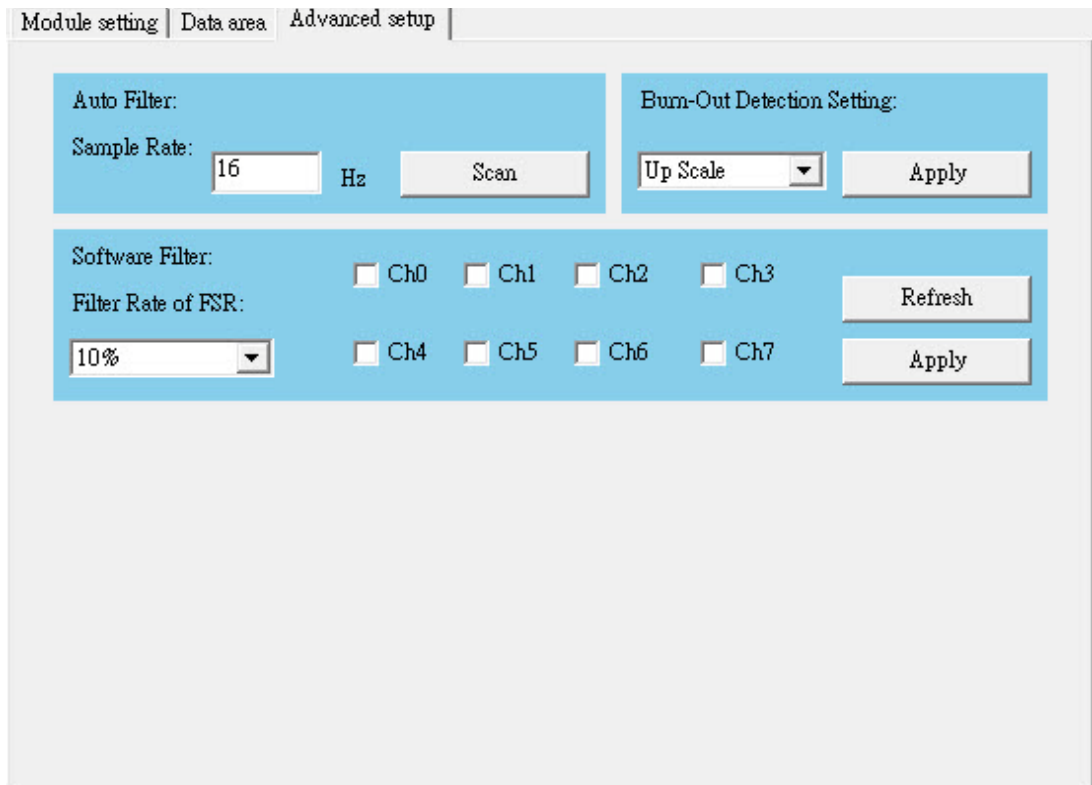 Module setting Data area Advanced setup
Auto Filter:
Sample Rate: 16 Hz Scan
Burn-Out Detection Setting:
Up Scale Apply
Software Filter:
Filter Rate of FSR:
10%
Ch0 Ch1 Ch2 Ch3
Ch4 Ch5 Ch6 Ch7
Refresh
Apply